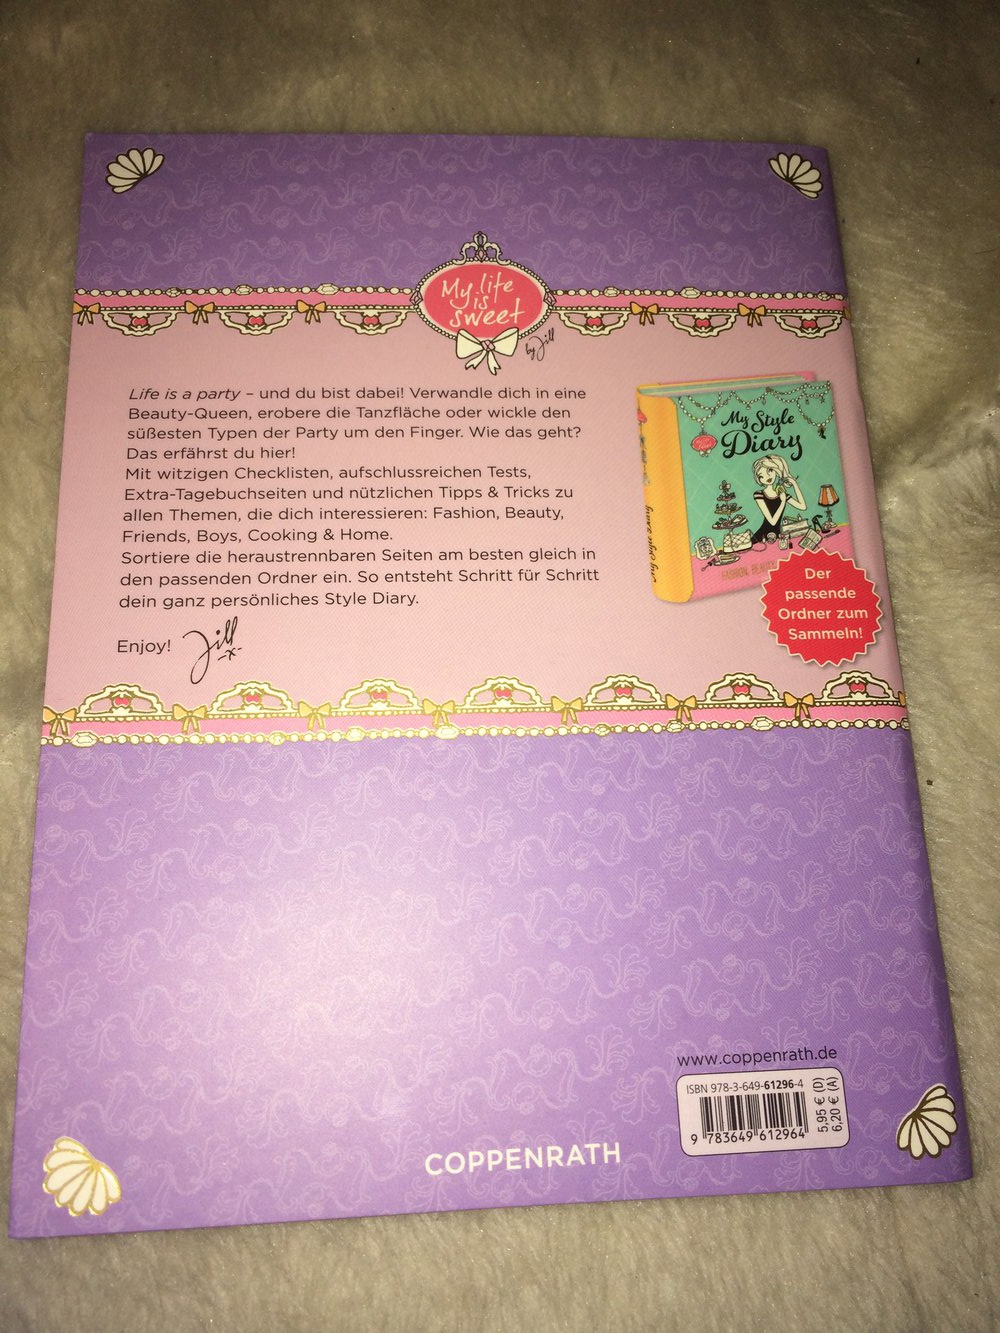 My life
is
sweet
by Jill
Life is a party – und du bist dabei! Verwandle dich in eine
Beauty-Queen, erobere die Tanzfläche oder wickle den
süßesten Typen der Party um den Finger. Wie das geht?
Das erfährst du hier!
Mit witzigen Checklisten, aufschlussreichen Tests,
Extra-Tagebuchseiten und nützlichen Tipps & Tricks zu
allen Themen, die dich interessieren: Fashion, Beauty,
Friends, Boys, Cooking & Home.
Sortiere die heraustrennbaren Seiten am besten gleich in
den passenden Ordner ein. So entsteht Schritt für Schritt
dein ganz persönliches Style Diary.
Enjoy! Jill
-x-
My Style
Diary
My Style Diary
FASHION, BEAUTY
Der
passende
Ordner zum
Sammeln!
www.coppenrath.de
ISBN 978-3-649-61296-4
9 783649 612964
5,95 € (D)
6,20 € (A)
COPPENRATH